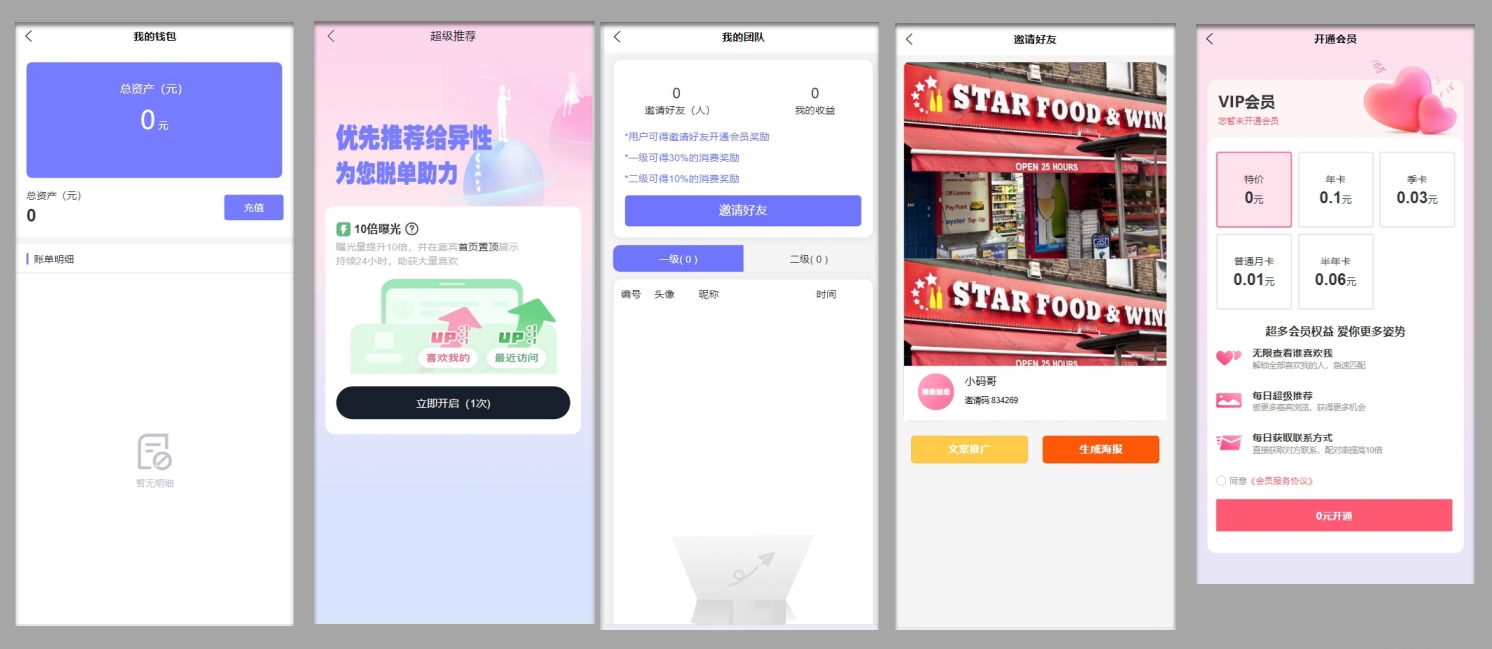 我的钱包
总资产（元）
0元
总资产（元）
0
充值
账单明细
暂无明细
超级推荐
优先推荐给异性
为您脱单助力
10倍曝光
曝光量提升10倍，并在嘉宾首页置顶展示
持续24小时，助获大量喜欢
UP
UP
喜欢我的
最近访问
立即开启（1次）
我的团队
0
0
邀请好友（人）
我的收益
*用户可得邀请好友开通会员奖励
*一级可得30%的消费奖励
*二级可得10%的消费奖励
邀请好友
一级( 0 )
二级( 0 )
编号
头像
昵称
时间
邀请好友
STAR FOOD & WIN
OPEN 25 HOURS
Off Licence
Pay Point
oyster Top-Up
STAR FOOD & WIN
OPEN 25 HOURS
小码哥
邀请码:834269
文案推广
生成海报
开通会员
VIP会员
您暂未开通会员
特价
0元
年卡
0.1元
季卡
0.03元
普通月卡
0.01元
半年卡
0.06元
超多会员权益 爱你更多姿势
无限查看谁喜欢我
解锁全部喜欢我的人，急速匹配
每日超级推荐
被更多嘉宾浏览，获得更多机会
每日获取联系方式
直接获取对方联系，配对率提高10倍
同意《会员服务协议》
0元开通